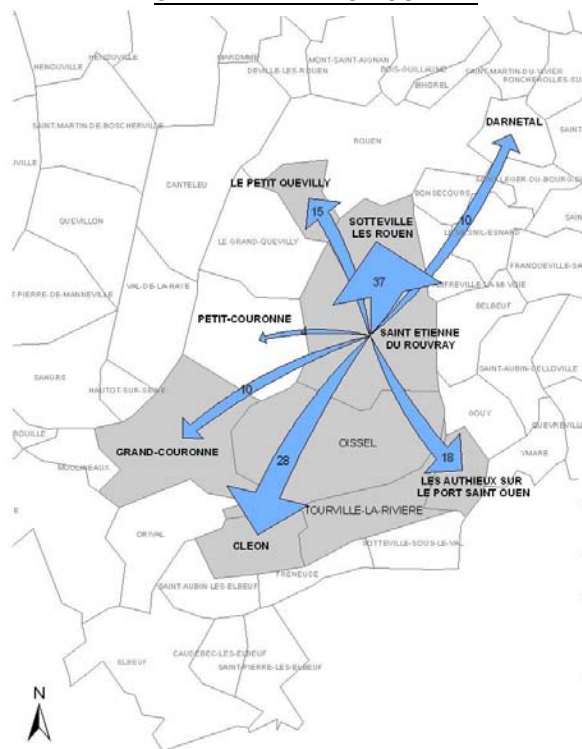 HENOUVILLE
HENOUVILLE
MAROMME
MONT-SAINT-AIGNAN
DEVILLE-LES-ROUEN
BOIS-GUILLAUME
BIHOREL
SAINT-MARTIN-DU-VIVIER
RONCHEROLLES-SU
DARNETAL
SAINT-MARTIN-DE-BOSCHERVILLE
ROUEN
CANTELEU
LE PETIT QUEVILLY
15
BONSECOURS
QUEVILLON
SOTTEVILLE
LES ROUEN
10
LE GRAND-QUEVILLY
FRANQUEVILLE-SA
VAL-DE-LA-HAYE
37
BELBEUF
PETIT-COURONNE
4
SAINT ETIENNE
DU ROUVRAY
SAHURS
HAUTOT-SUR-SEINE
10
GOUY
GRAND-COURONNE
OISSEL
28
18
YMARE
MOULINEAUX
LES AUTHIEUX SUR
LE PORT SAINT OUEN
TOURVILLE-LA-RIVIERE
ORIVAL
CLEON
SOTTEVILLE-SOUS-LE-VAL
FRENEUSE
SAINT-AUBIN-LES-ELBEUF
CAUDEBEC-LES-ELBEUF
ELBEUF
SAINT-PIERRE-LES-ELBEUF
N